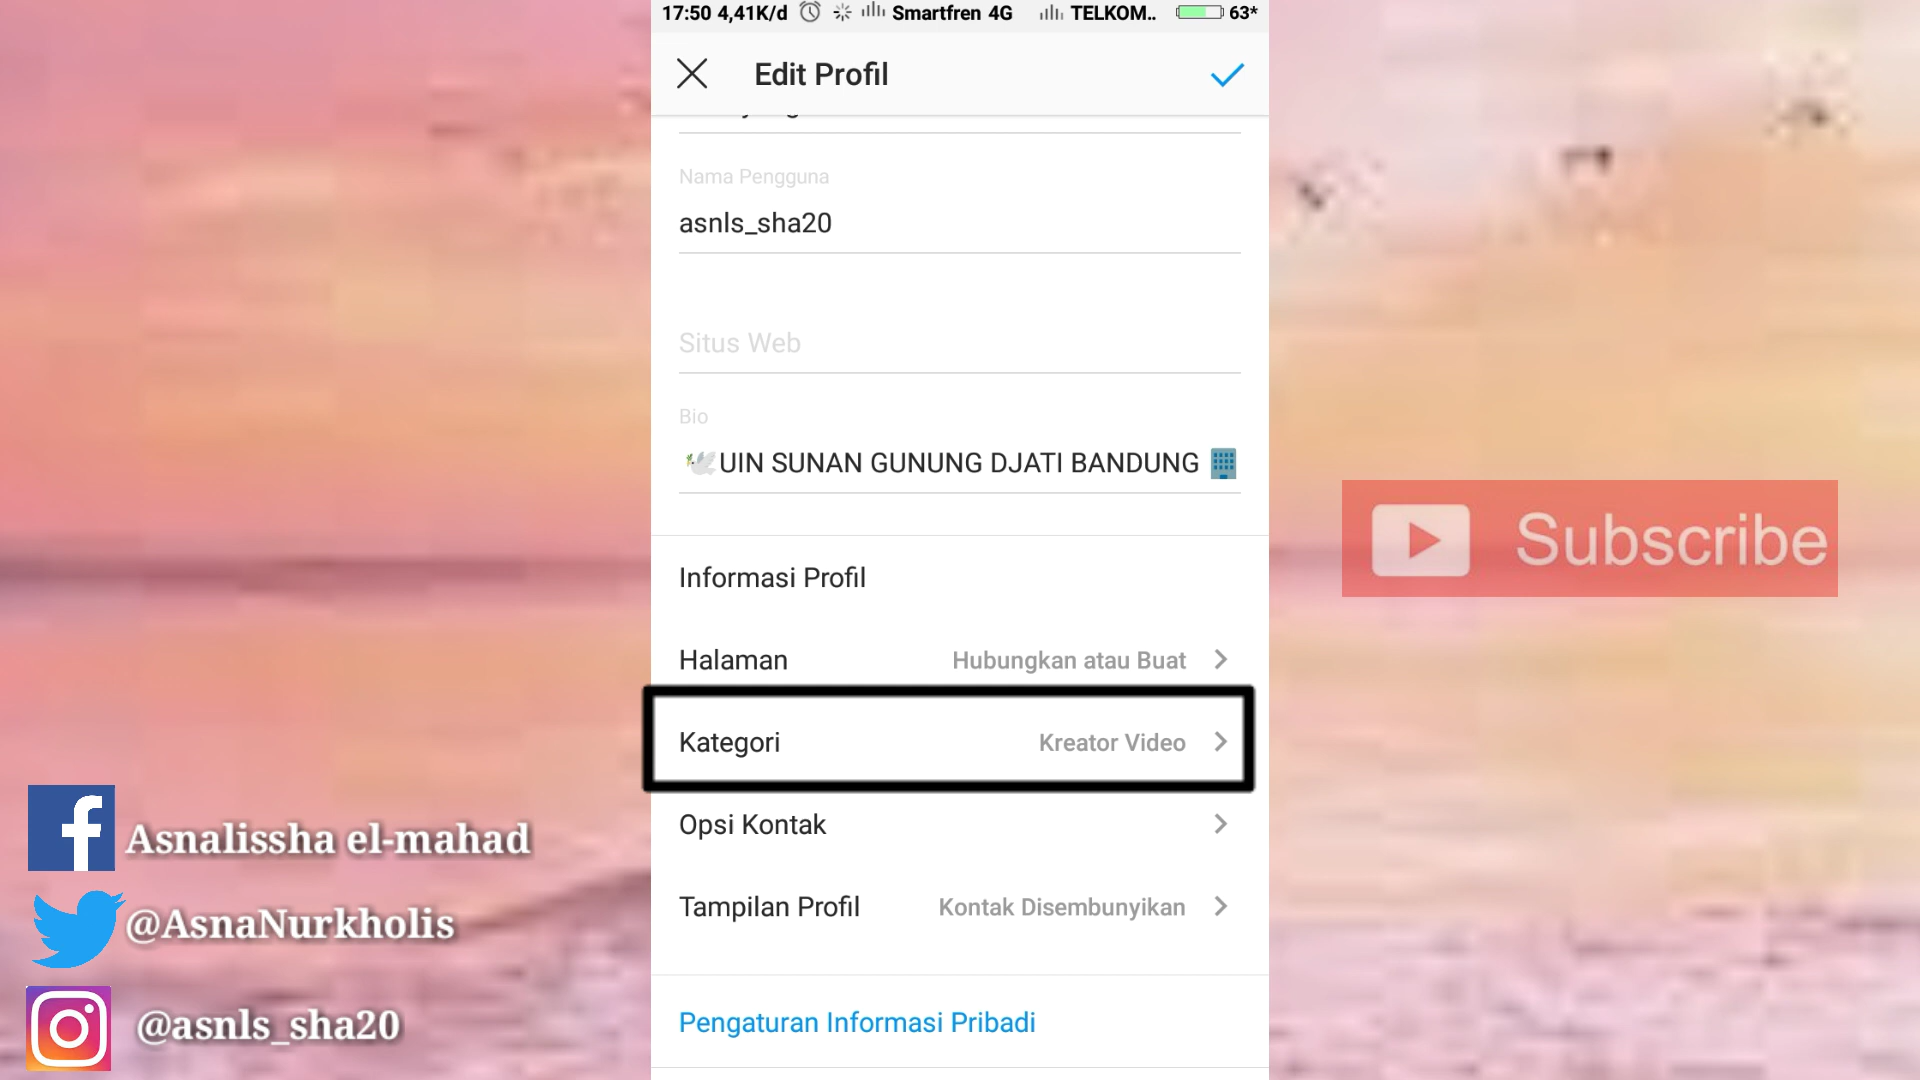 17:50 4,41K/d Smartfren 4G TELKOM.. 63*
Edit Profil
Nama Pengguna
asnls_sha20
Situs Web
Bio
🕊UIN SUNAN GUNUNG DJATI BANDUNG 🏢
Informasi Profil
Halaman Hubungkan atau Buat
Kategori Kreator Video
Opsi Kontak
Tampilan Profil Kontak Disembunyikan
Pengaturan Informasi Pribadi
Subscribe
Asnalissha el-mahad
@AsnaNurkholis
@asnls_sha20